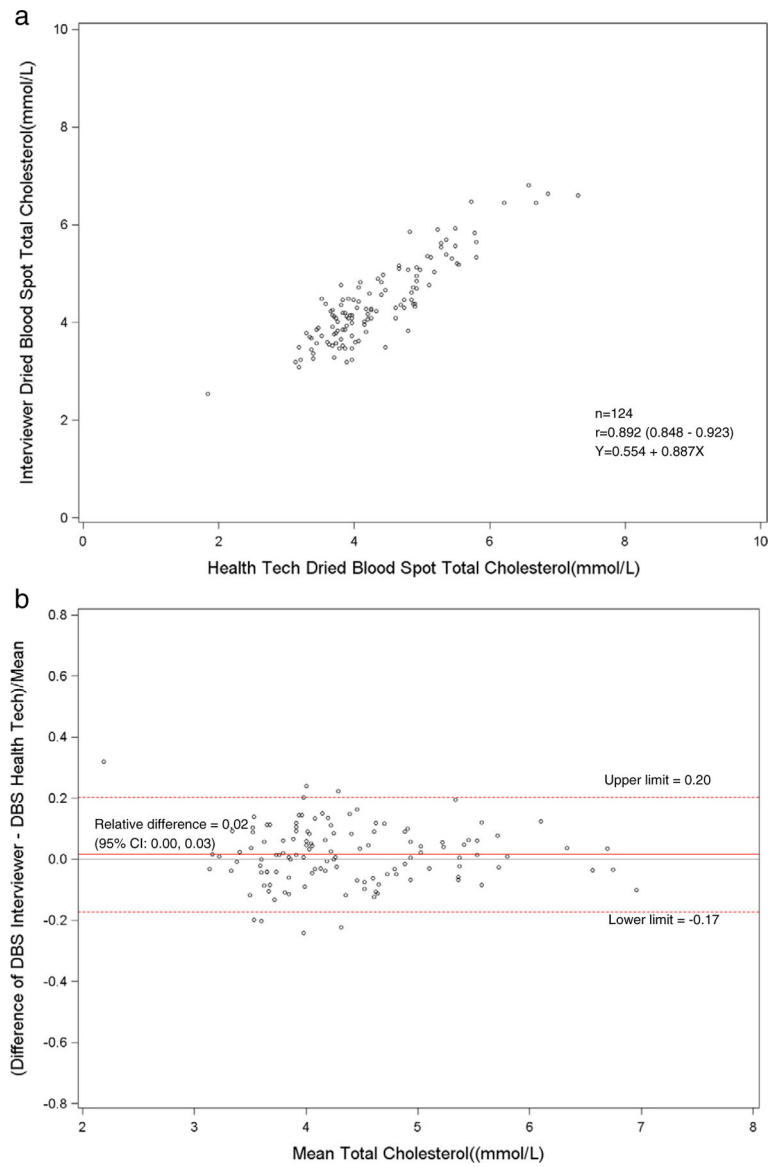 a
10
8
6
4
2
0
Interviewer Dried Blood Spot Total Cholesterol(mmol/L)
n=124
r=0.892 (0.848 - 0.923)
Y=0.554 + 0.887X
0 2 4 6 8 10
Health Tech Dried Blood Spot Total Cholesterol(mmol/L)
b
0.8
0.6
0.4
0.2
0.0
-0.2
-0.4
-0.6
-0.8
(Difference of DBS Interviewer - DBS Health Tech)/Mean
Upper limit = 0.20
Relative difference = 0.02
(95% CI: 0.00, 0.03)
Lower limit = -0.17
2 3 4 5 6 7 8
Mean Total Cholesterol((mmol/L)